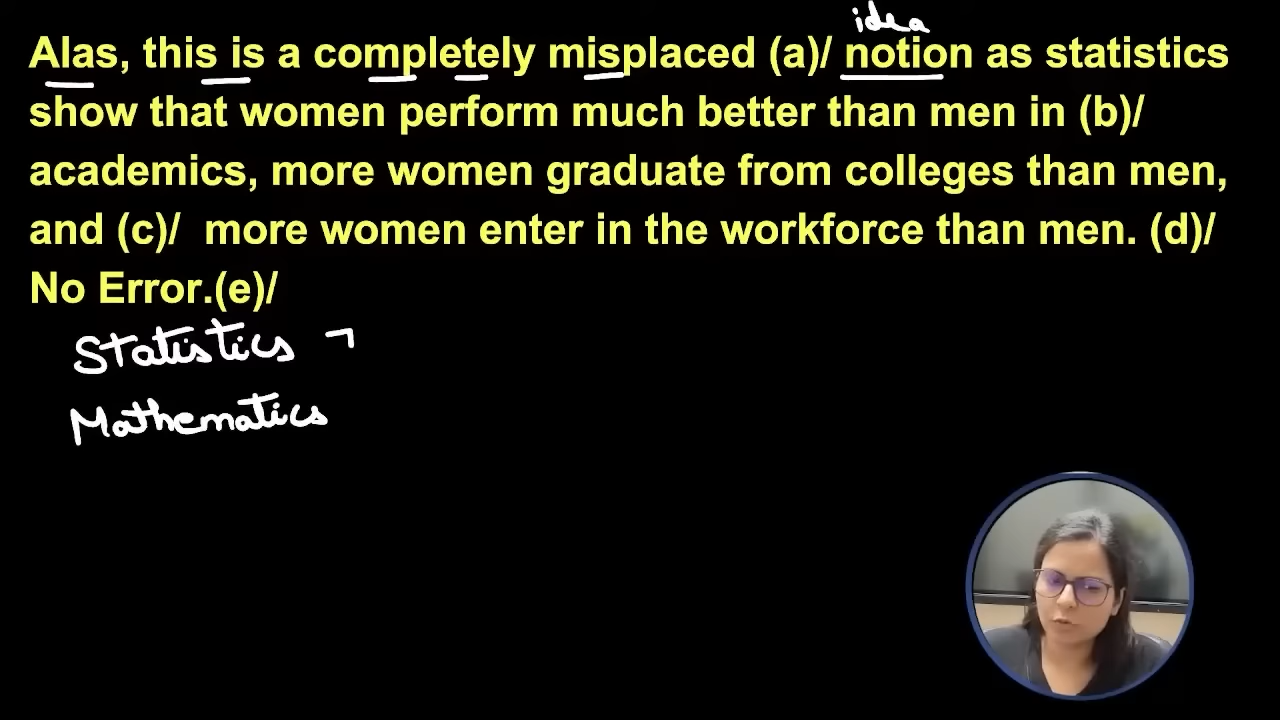 idea
Alas, this is a completely misplaced (a)/ notion as statistics
show that women perform much better than men in (b)/
academics, more women graduate from colleges than men,
and (c)/ more women enter in the workforce than men. (d)/
No Error.(e)/
Statistics
Mathematics